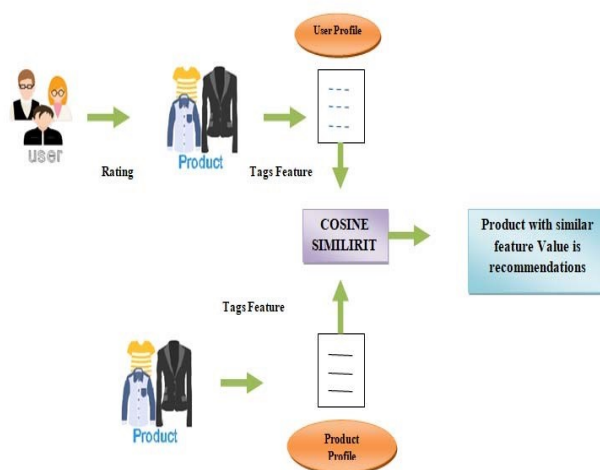 User Profile
user
Rating
Product
Tags Feature
COSINE
SIMILIRIT
Product with similar
feature Value is
recommendations
Tags Feature
Product
Product
Profile